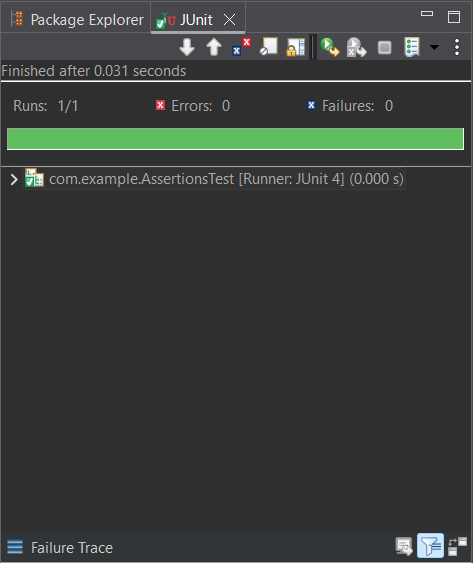 Package Explorer JUnit
Finished after 0.031 seconds
Runs: 1/1 Errors: 0 Failures: 0
com.example.AssertionsTest [Runner: JUnit 4] (0.000 s)
Failure Trace